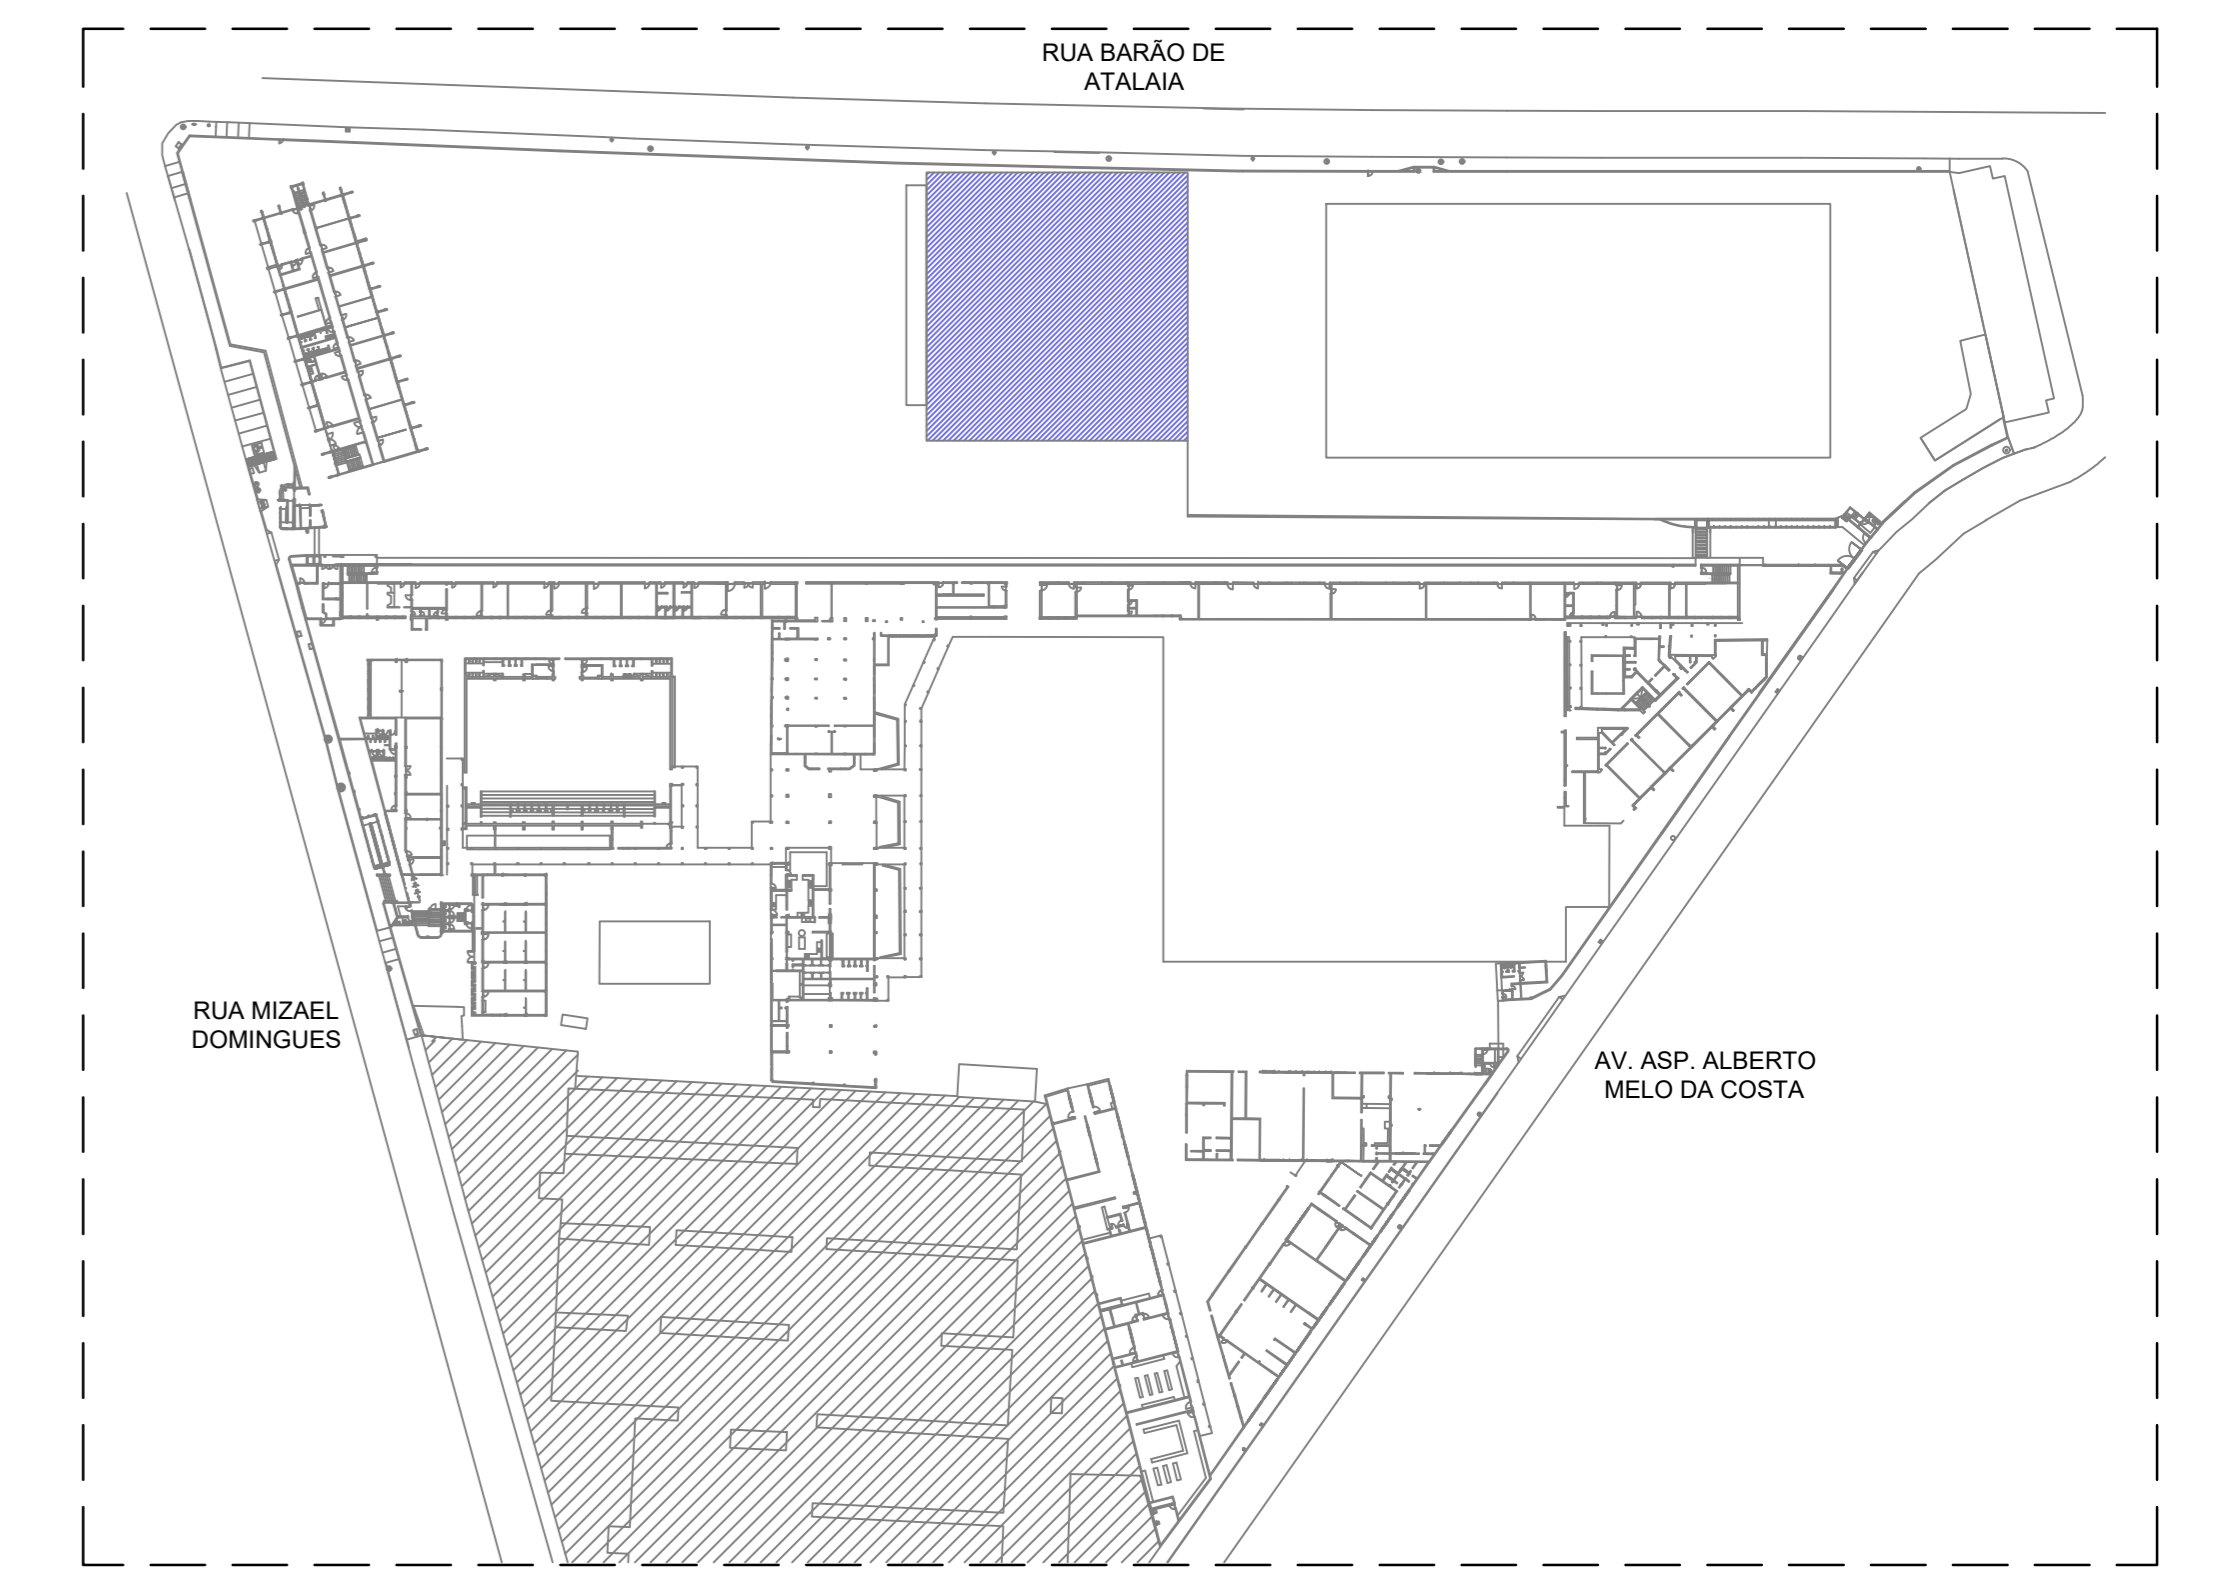 RUA BARÃO DE
ATALAIA
RUA MIZAEL
DOMINGUES
AV. ASP. ALBERTO
MELO DA COSTA